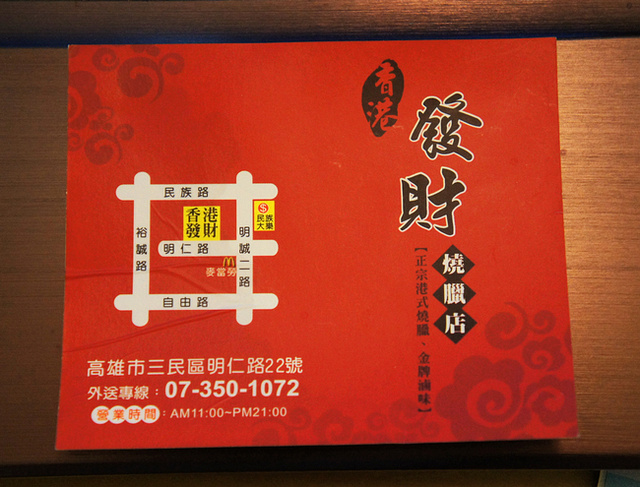 香港
發財
燒臘店
【正宗港式燒臘、金牌滷味】
民族路
香港
發財
民族
大樂
裕誠路
明仁路
明誠二路
麥當勞
自由路
高雄市三民區明仁路22號
外送專線：07-350-1072
營業時間：AM11:00~PM21:00